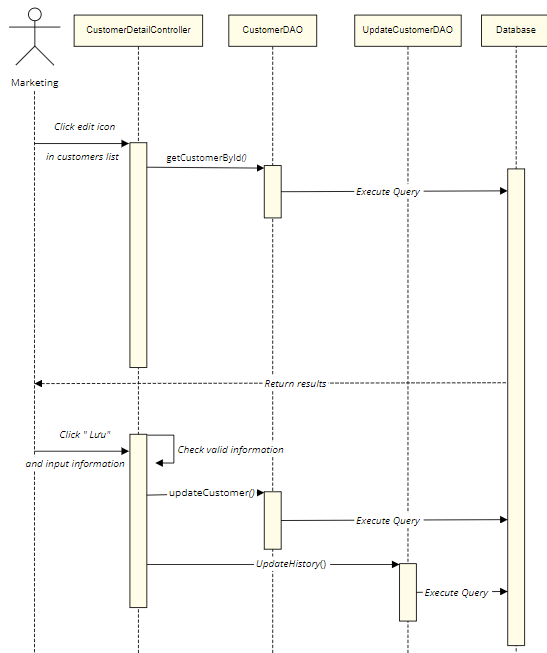 CustomerDetailController
CustomerDAO
UpdateCustomerDAO
Database
Marketing
Click edit icon
in customers list
getCustomerById()
Execute Query
Return results
Click " Lưu"
and input information
Check valid information
updateCustomer()
Execute Query
UpdateHistory()
Execute Query